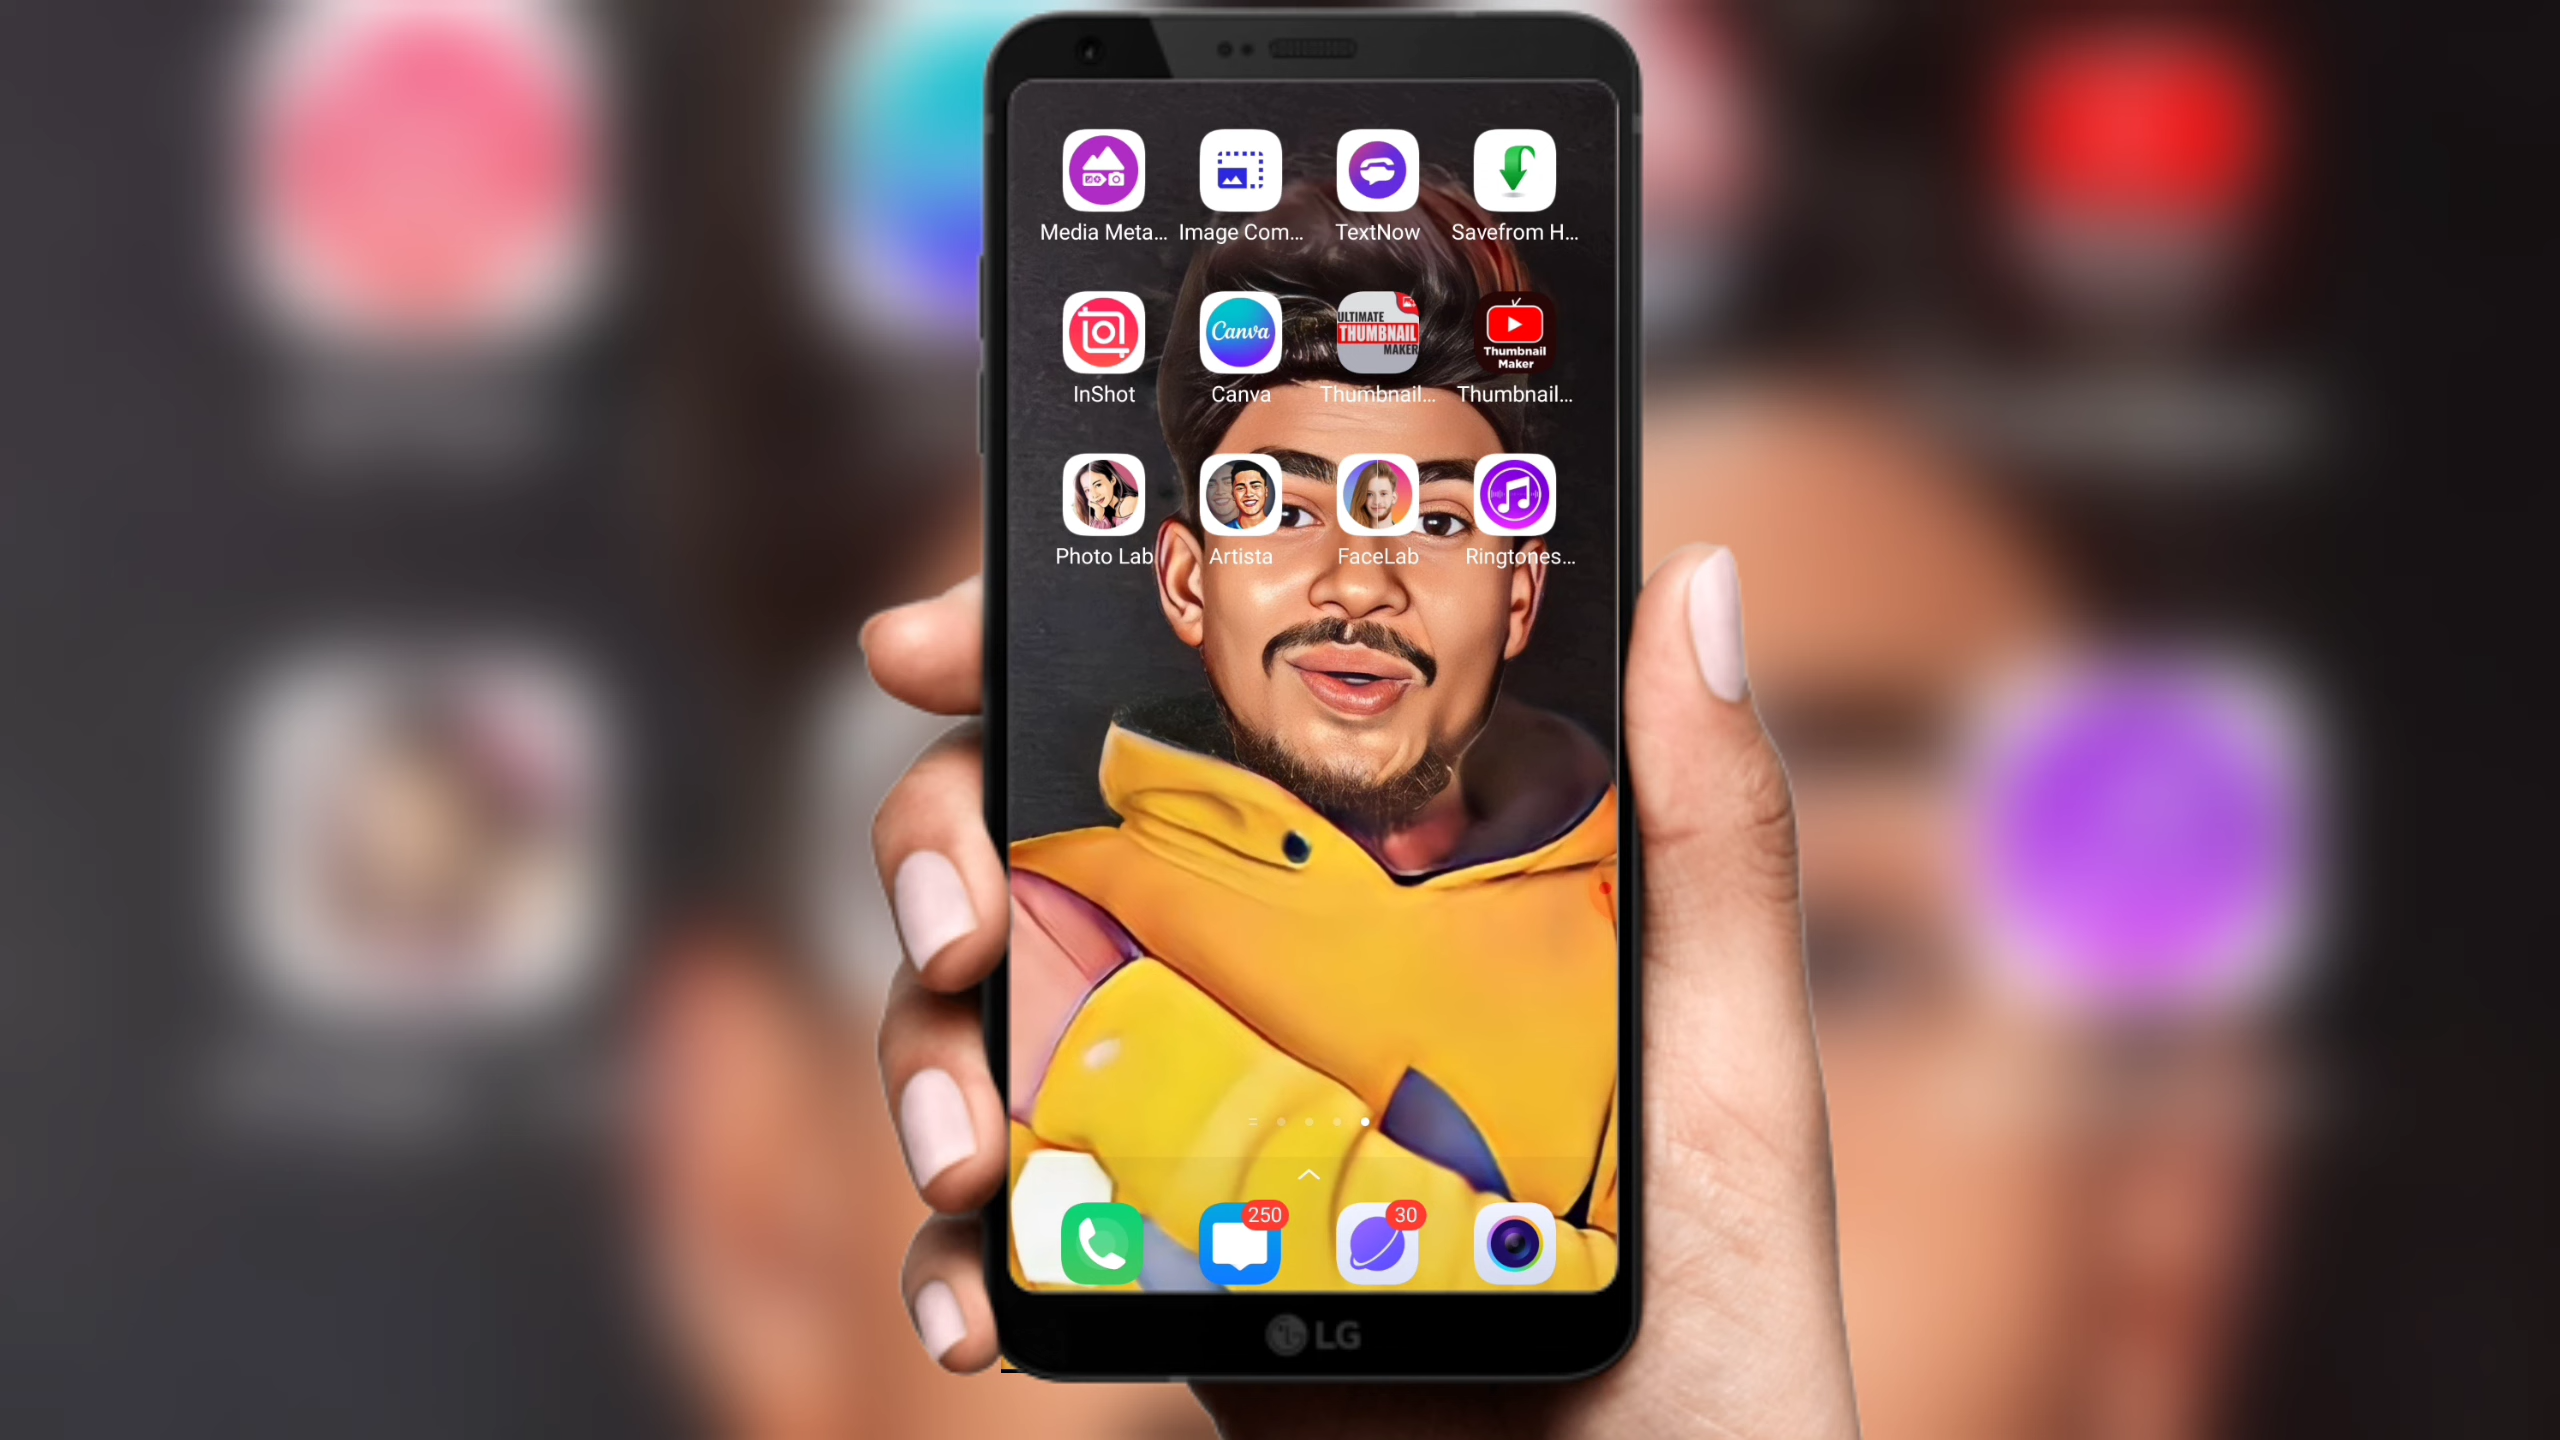 Media Meta...
Image Com...
TextNow
Savefrom H...
Canva
ULTIMATE
THUMBNAIL
MAKER
Thumbnail
Maker
InShot
Canva
Thumbnail...
Thumbnail...
Photo Lab
Artista
FaceLab
Ringtones...
250
30
LG